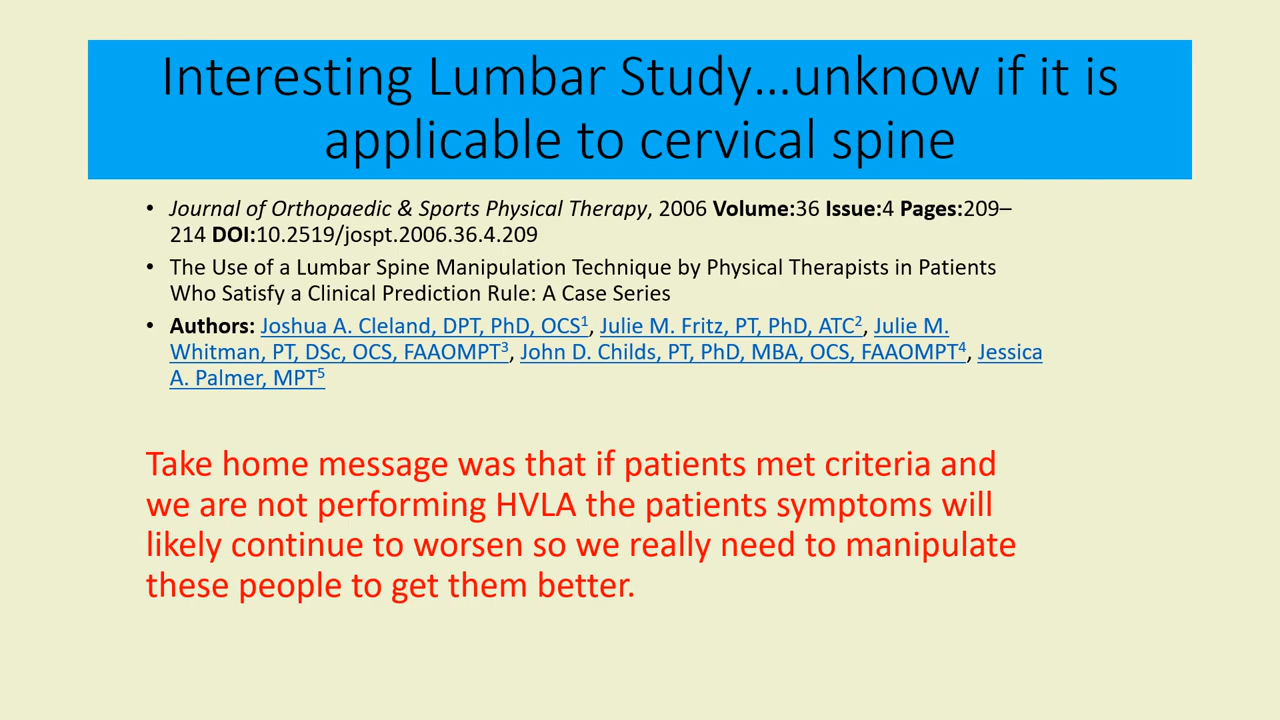 Interesting Lumbar Study...unknow if it is
applicable to cervical spine
• Journal of Orthopaedic & Sports Physical Therapy, 2006 Volume:36 Issue:4 Pages:209–
214 DOI:10.2519/jospt.2006.36.4.209
• The Use of a Lumbar Spine Manipulation Technique by Physical Therapists in Patients
Who Satisfy a Clinical Prediction Rule: A Case Series
• Authors: Joshua A. Cleland, DPT, PhD, OCS1, Julie M. Fritz, PT, PhD, ATC2, Julie M.
Whitman, PT, DSc, OCS, FAAOMPT3, John D. Childs, PT, PhD, MBA, OCS, FAAOMPT4, Jessica
A. Palmer, MPT5
Take home message was that if patients met criteria and
we are not performing HVLA the patients symptoms will
likely continue to worsen so we really need to manipulate
these people to get them better.